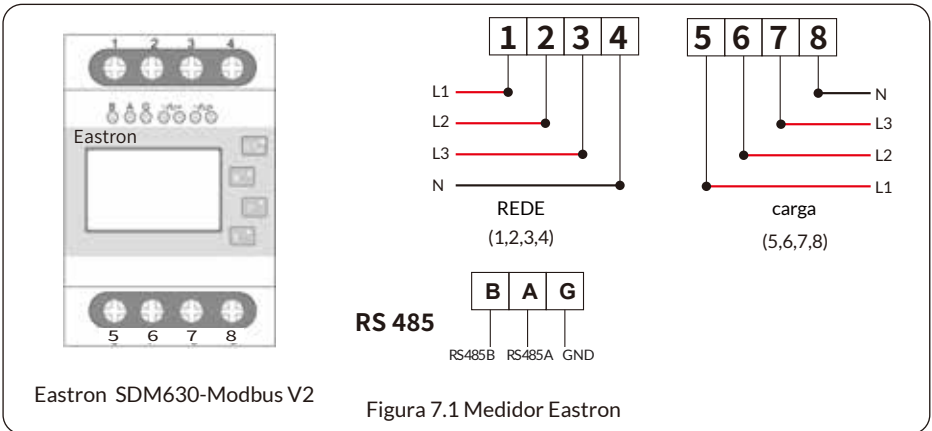 1 2 3 4
B A G
Eastron
5 6 7 8
Eastron SDM630-Modbus V2
1 2 3 4
L1
L2
L3
N
REDE
(1,2,3,4)
5 6 7 8
N
L3
L2
L1
carga
(5,6,7,8)
RS 485
B A G
RS485B RS485A GND
Figura 7.1 Medidor Eastron